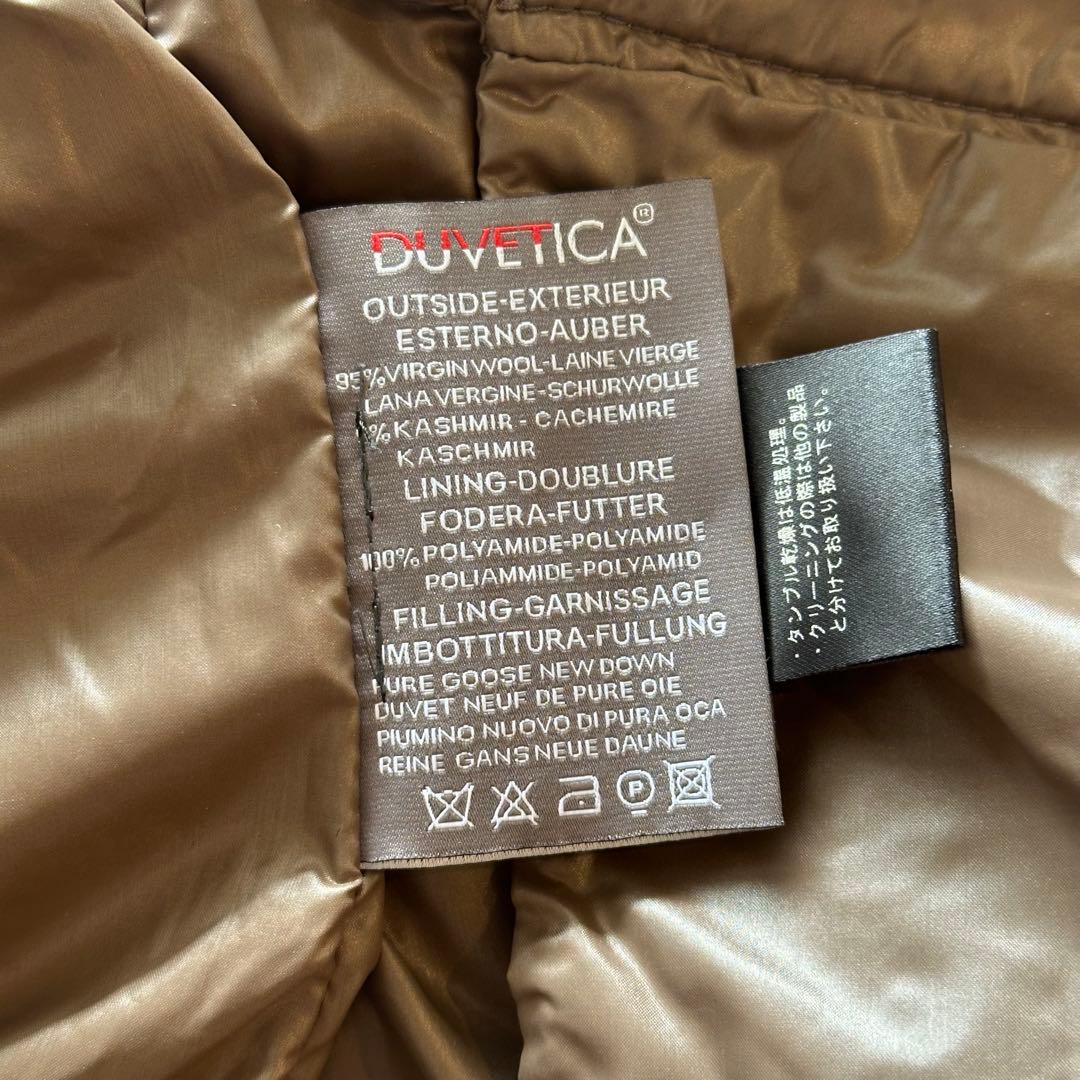 DUVETICA®
OUTSIDE-EXTERIEUR
ESTERNO-AUBER
95% VIRGIN WOOL-LAINE VIERGE
LANA VERGINE-SCHURWOLLE
% KASHMIR - CACHEMIRE
KASCHMIR
LINING-DOUBLURE
FODERA-FUTTER
100% POLYAMIDE-POLYAMIDE
POLIAMMIDE-POLYAMID
FILLING-GARNISSAGE
IMBOTTITURA-FULLUNG
PURE GOOSE NEW DOWN
DUVET NEUF DE PURE OIE
PIUMINO NUOVO DI PURA OCA
REINE GANS NEUE DAUNE
P
・タンブル乾燥は低温処理。
・クリーニングの際は他の製品
と分けてお取り扱い下さい。